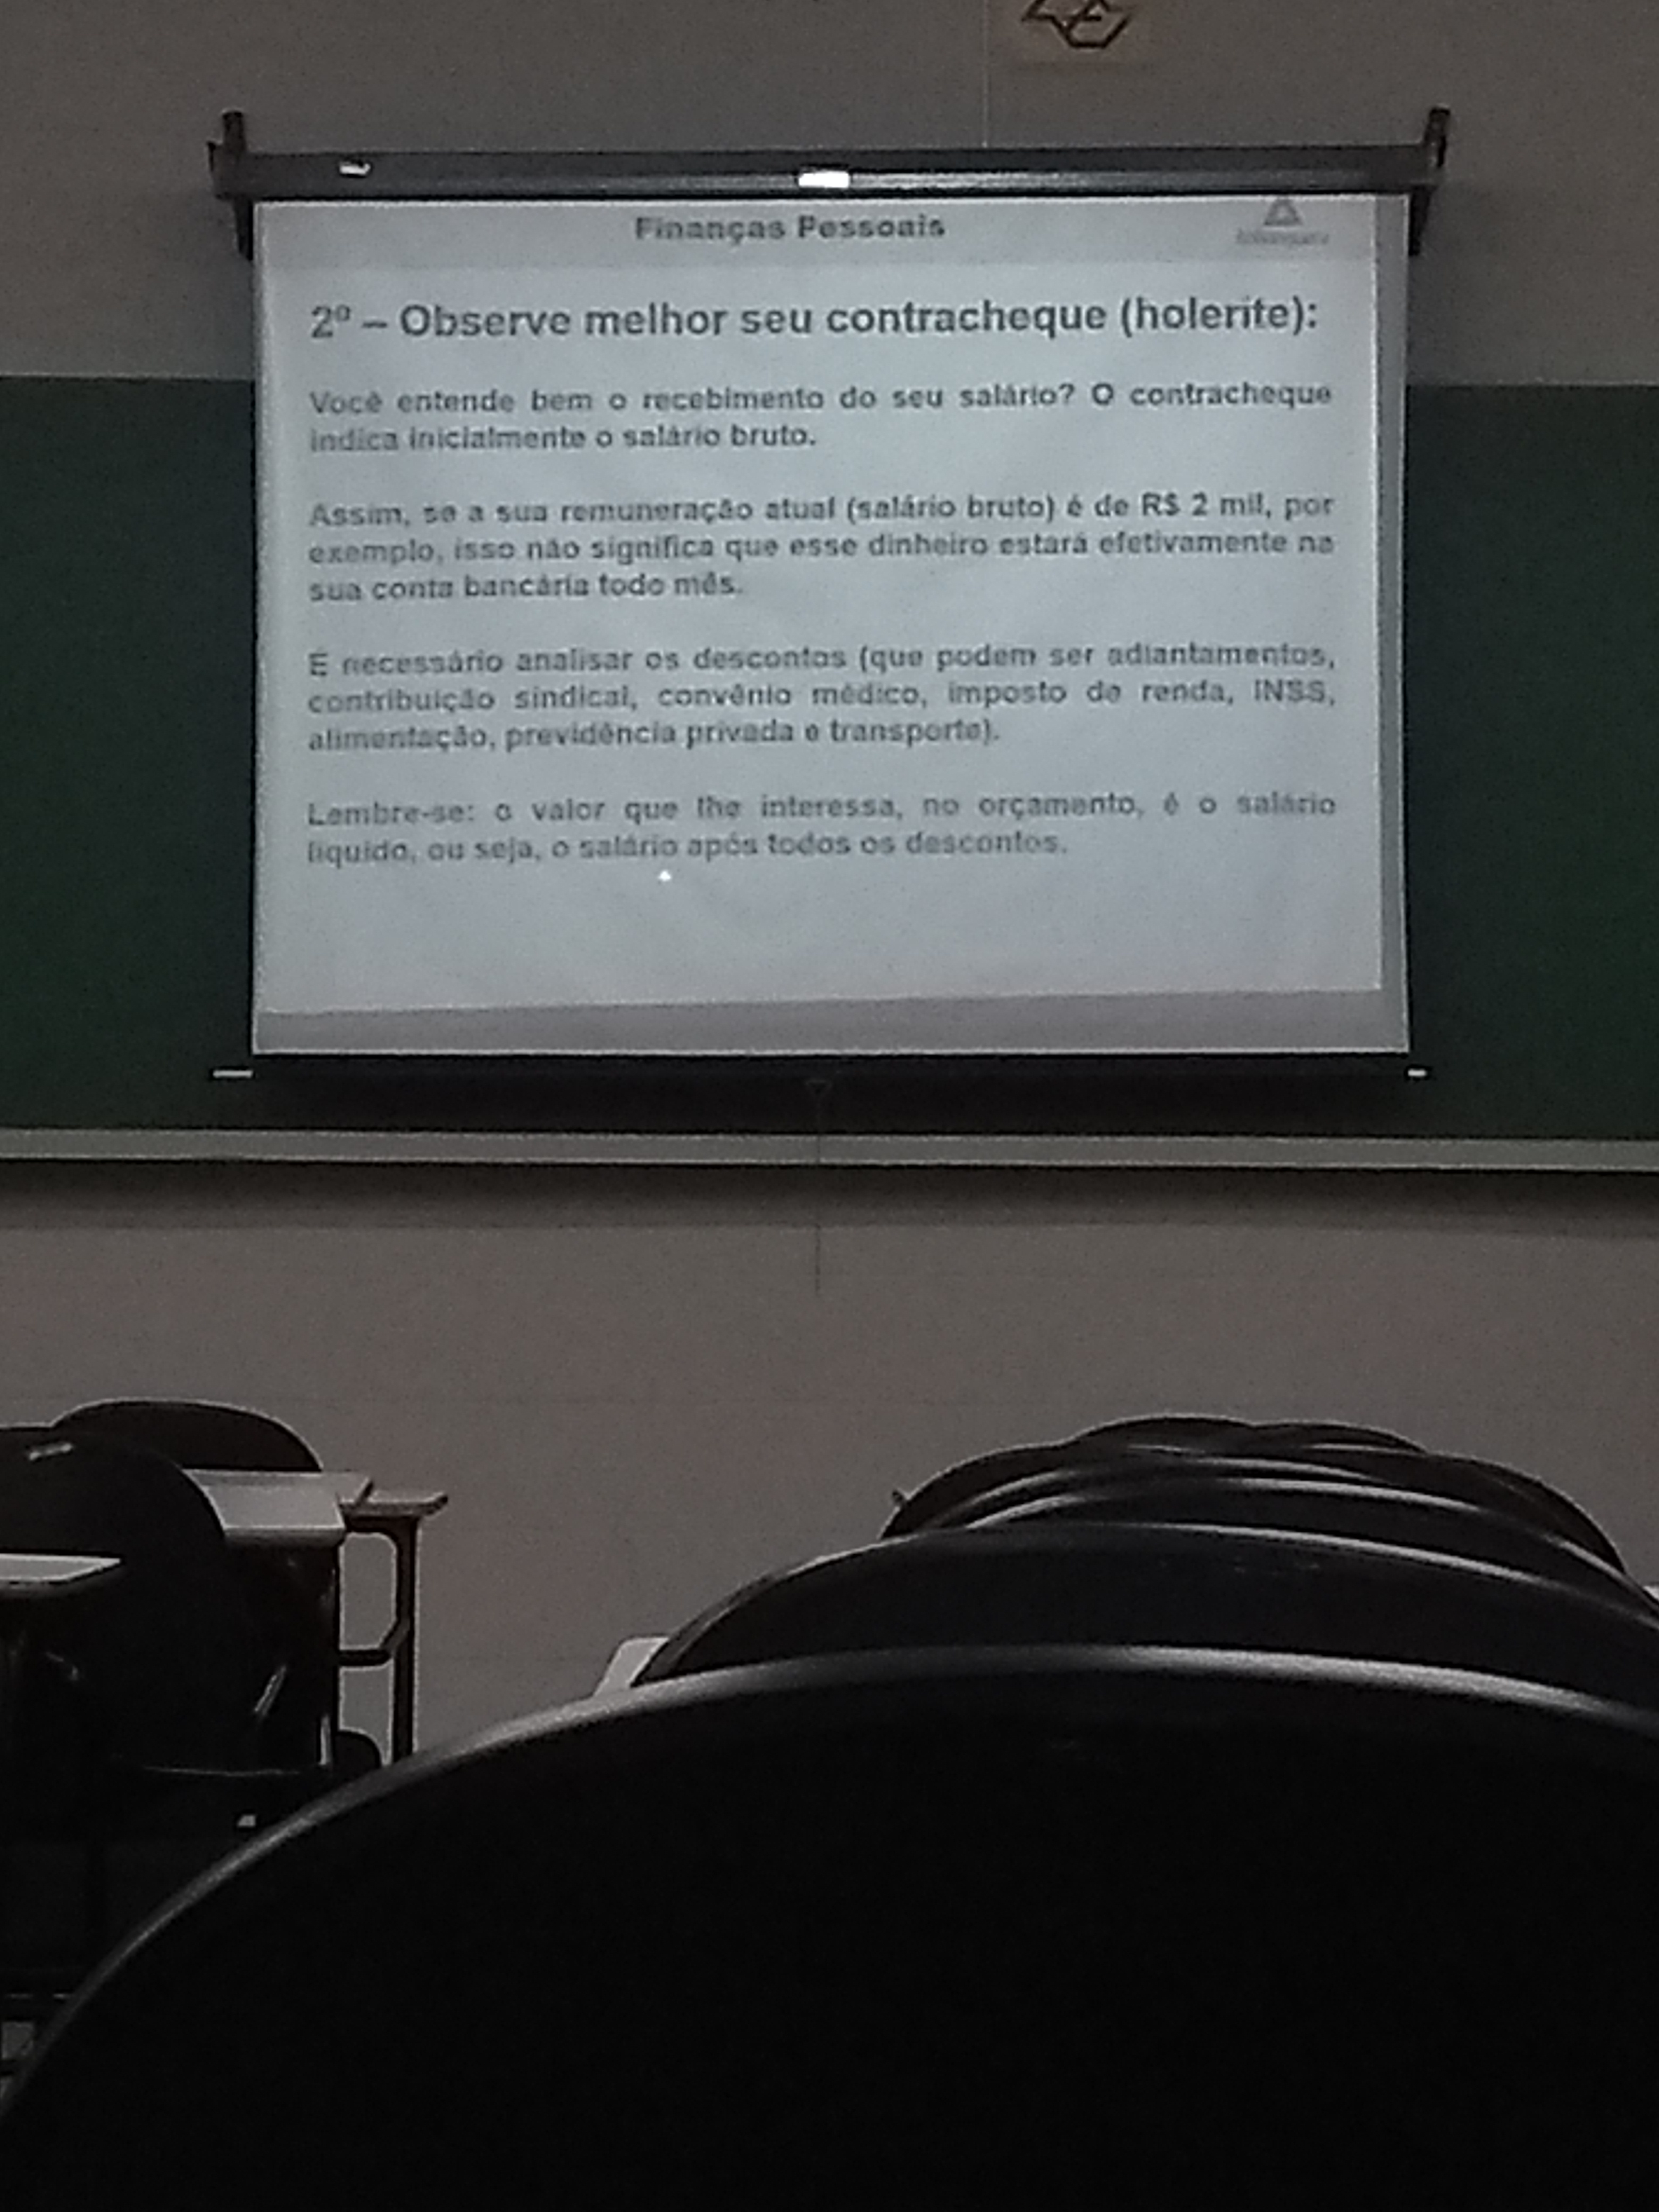 Finanças Pessoais
2º – Observe melhor seu contracheque (holerite):
Você entende bem o recebimento do seu salário? O contracheque
indica inicialmente o salário bruto.
Assim, se a sua remuneração atual (salário bruto) é de R$ 2 mil, por
exemplo, isso não significa que esse dinheiro estará efetivamente na
sua conta bancária todo mês.
É necessário analisar os descontos (que podem ser adiantamentos,
contribuição sindical, convênio médico, imposto de renda, INSS,
alimentação, previdência privada e transporte).
Lembre-se: o valor que lhe interessa, no orçamento, é o salário
líquido, ou seja, o salário após todos os descontos.